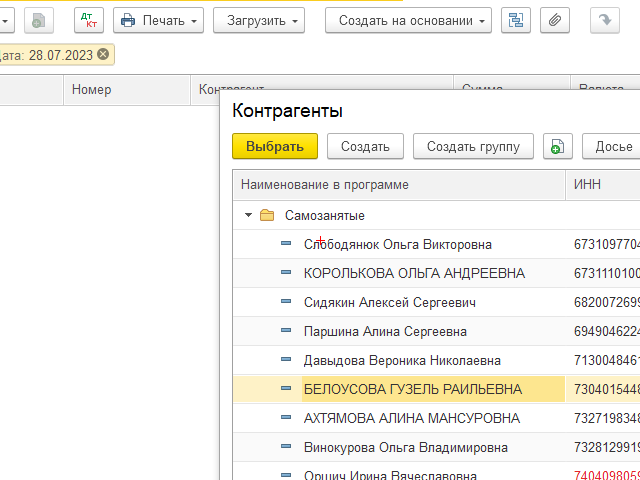 Дт Кт Печать Загрузить Создать на основании
ата: 28.07.2023
Номер Контрагент Сумма Валюта
Контрагенты
Выбрать Создать Создать группу Досье
Наименование в программе ИНН
Самозанятые
Слободянюк Ольга Викторовна 673109770
КОРОЛЬКОВА ОЛЬГА АНДРЕЕВНА 673111010
Сидякин Алексей Сергеевич 682007269
Паршина Алина Сергеевна 694904622
Давыдова Вероника Николаевна 713004846
БЕЛОУСОВА ГУЗЕЛЬ РАИЛЬЕВНА 730401544
АХТЯМОВА АЛИНА МАНСУРОВНА 732719834
Винокурова Ольга Владимировна 732812991
Оршич Ирина Вячеславовна 740409805